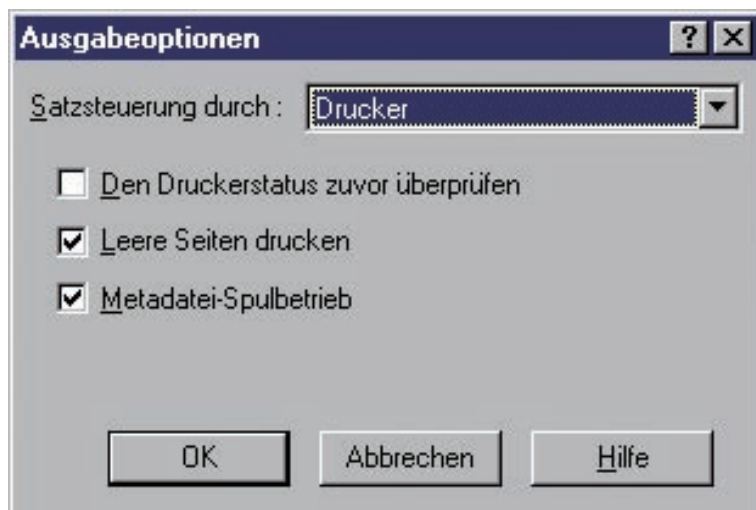 Ausgabeoptionen
Satzsteuerung durch : Drucker
Den Druckerstatus zuvor überprüfen
Leere Seiten drucken
Metadatei-Spulbetrieb
OK Abbrechen Hilfe